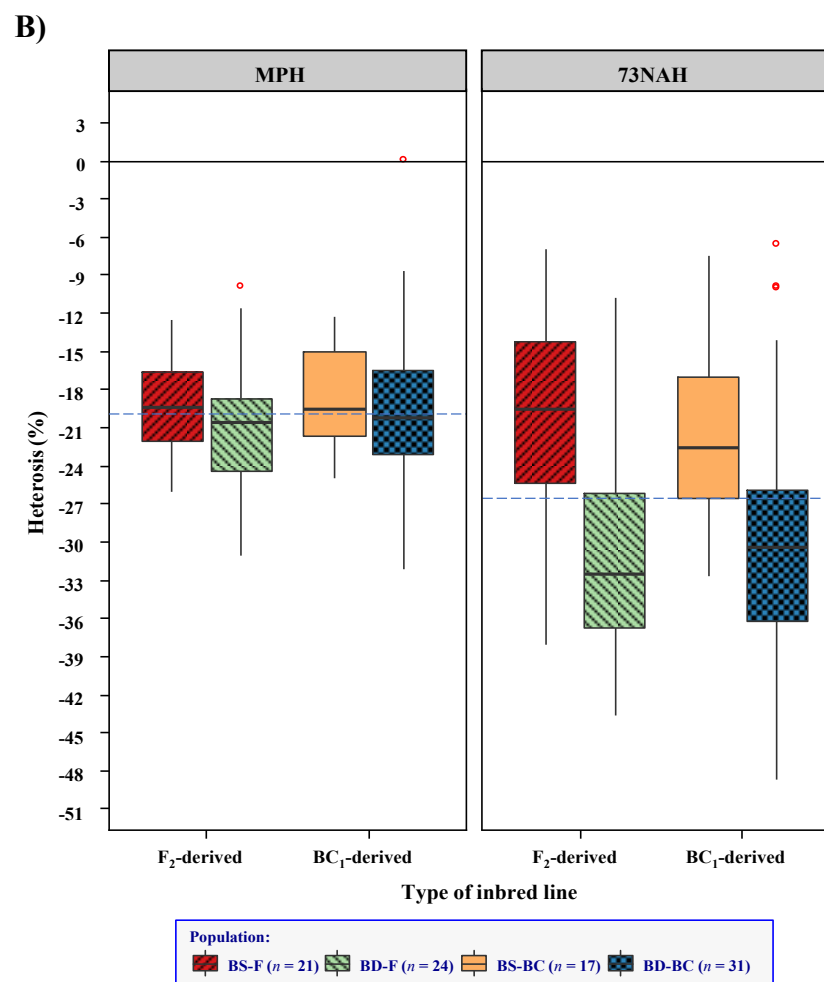 B)
MPH 73NAH
3
0
-3
-6
-9
-12
-15
-18
-21
-24
-27
-30
-33
-36
-39
-42
-45
-48
-51
Heterosis (%)
F₂-derived BC₁-derived F₂-derived BC₁-derived
Type of inbred line
Population:
BS-F (n = 21) BD-F (n = 24) BS-BC (n = 17) BD-BC (n = 31)